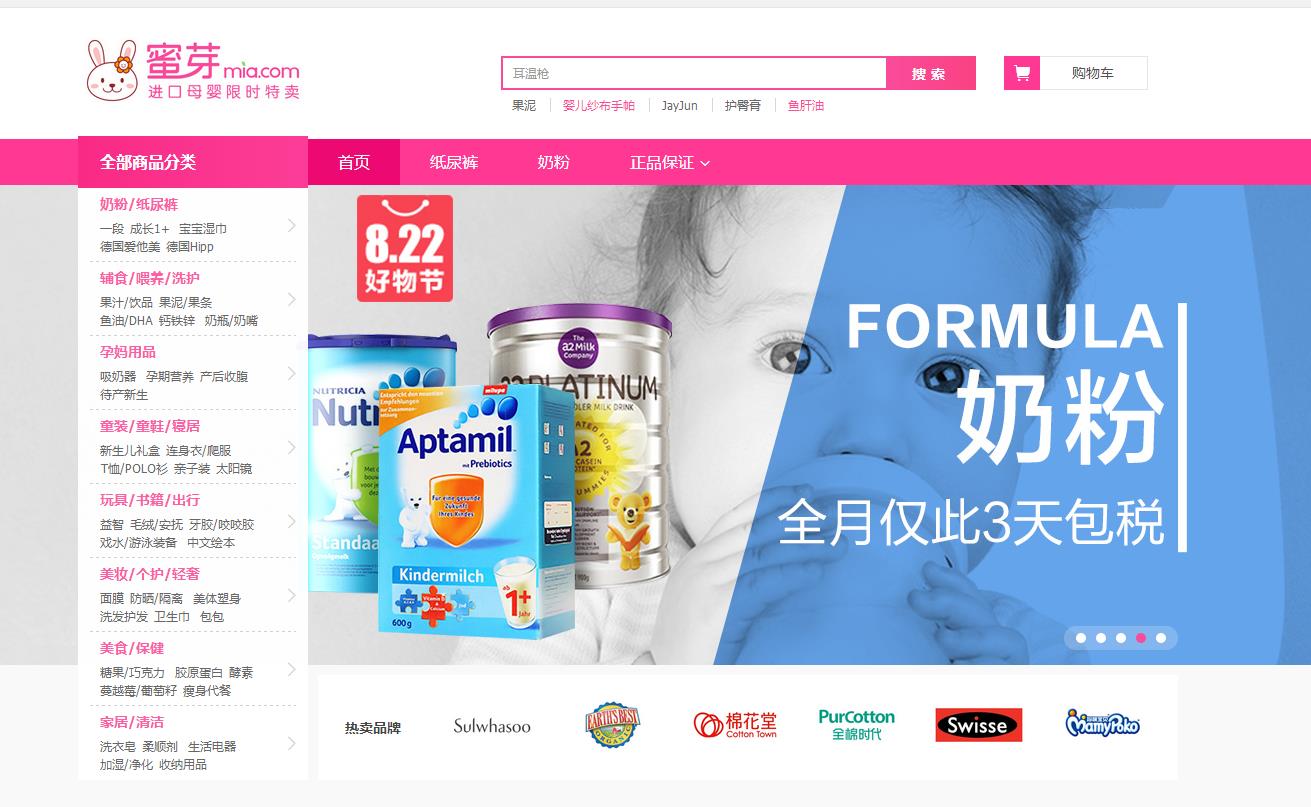 蜜芽 mia.com
进口母婴限时特卖
耳温枪
搜索
购物车
果泥 婴儿纱布手帕 JayJun 护臀膏 鱼肝油
全部商品分类
首页 纸尿裤 奶粉 正品保证
奶粉/纸尿裤
一段 成长1+ 宝宝湿巾
德国爱他美 德国Hipp
辅食/喂养/洗护
果汁/饮品 果泥/果条
鱼油/DHA 钙铁锌 奶瓶/奶嘴
孕妈用品
吸奶器 孕期营养 产后收腹
待产新生
童装/童鞋/寝居
新生儿礼盒 连身衣/爬服
T恤/POLO衫 亲子装 太阳镜
玩具/书籍/出行
益智 毛绒/安抚 牙胶/咬咬胶
戏水/游泳装备 中文绘本
美妆/个护/轻奢
面膜 防晒/隔离 美体塑身
洗发护发 卫生巾 包包
美食/保健
糖果/巧克力 胶原蛋白 酵素
蔓越莓/葡萄籽 瘦身代餐
家居/清洁
洗衣皂 柔顺剂 生活电器
加湿/净化 收纳用品
8.22
好物节
NUTRICIA
Standaa
milupa
Aptamil
mit Prebiotics
Für eine gesunde
Zukunft
Ihres Kindes
Kindermilch
ab
1+
Jahr
600g
The
a2 Milk
Company
PLATINUM
900g
FORMULA
奶粉
全月仅此3天包税
热卖品牌
Sulwhasoo
EARTH'S BEST
ORGANIC
棉花堂
Cotton Town
PurCotton
全棉时代
Swisse
MamyPoko